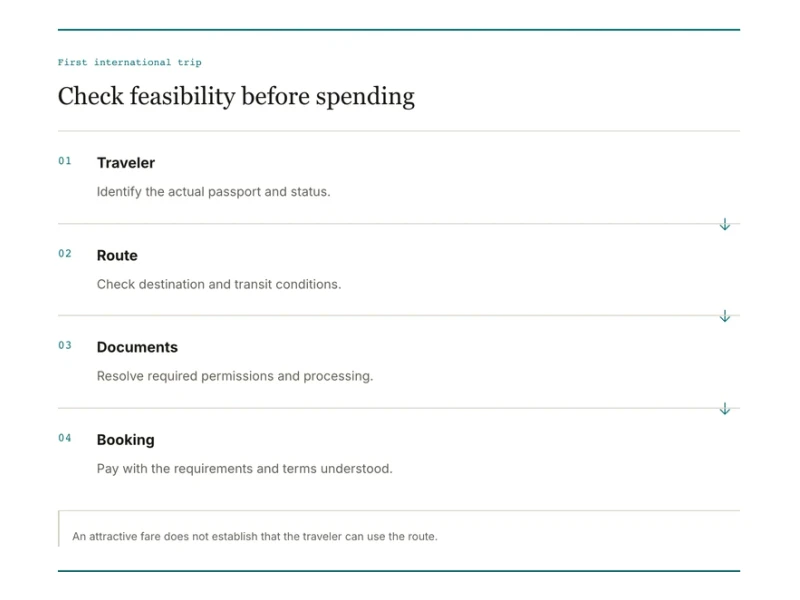 First international trip
Check feasibility before spending
01 Traveler
Identify the actual passport and status.
02 Route
Check destination and transit conditions.
03 Documents
Resolve required permissions and processing.
04 Booking
Pay with the requirements and terms understood.
An attractive fare does not establish that the traveler can use the route.